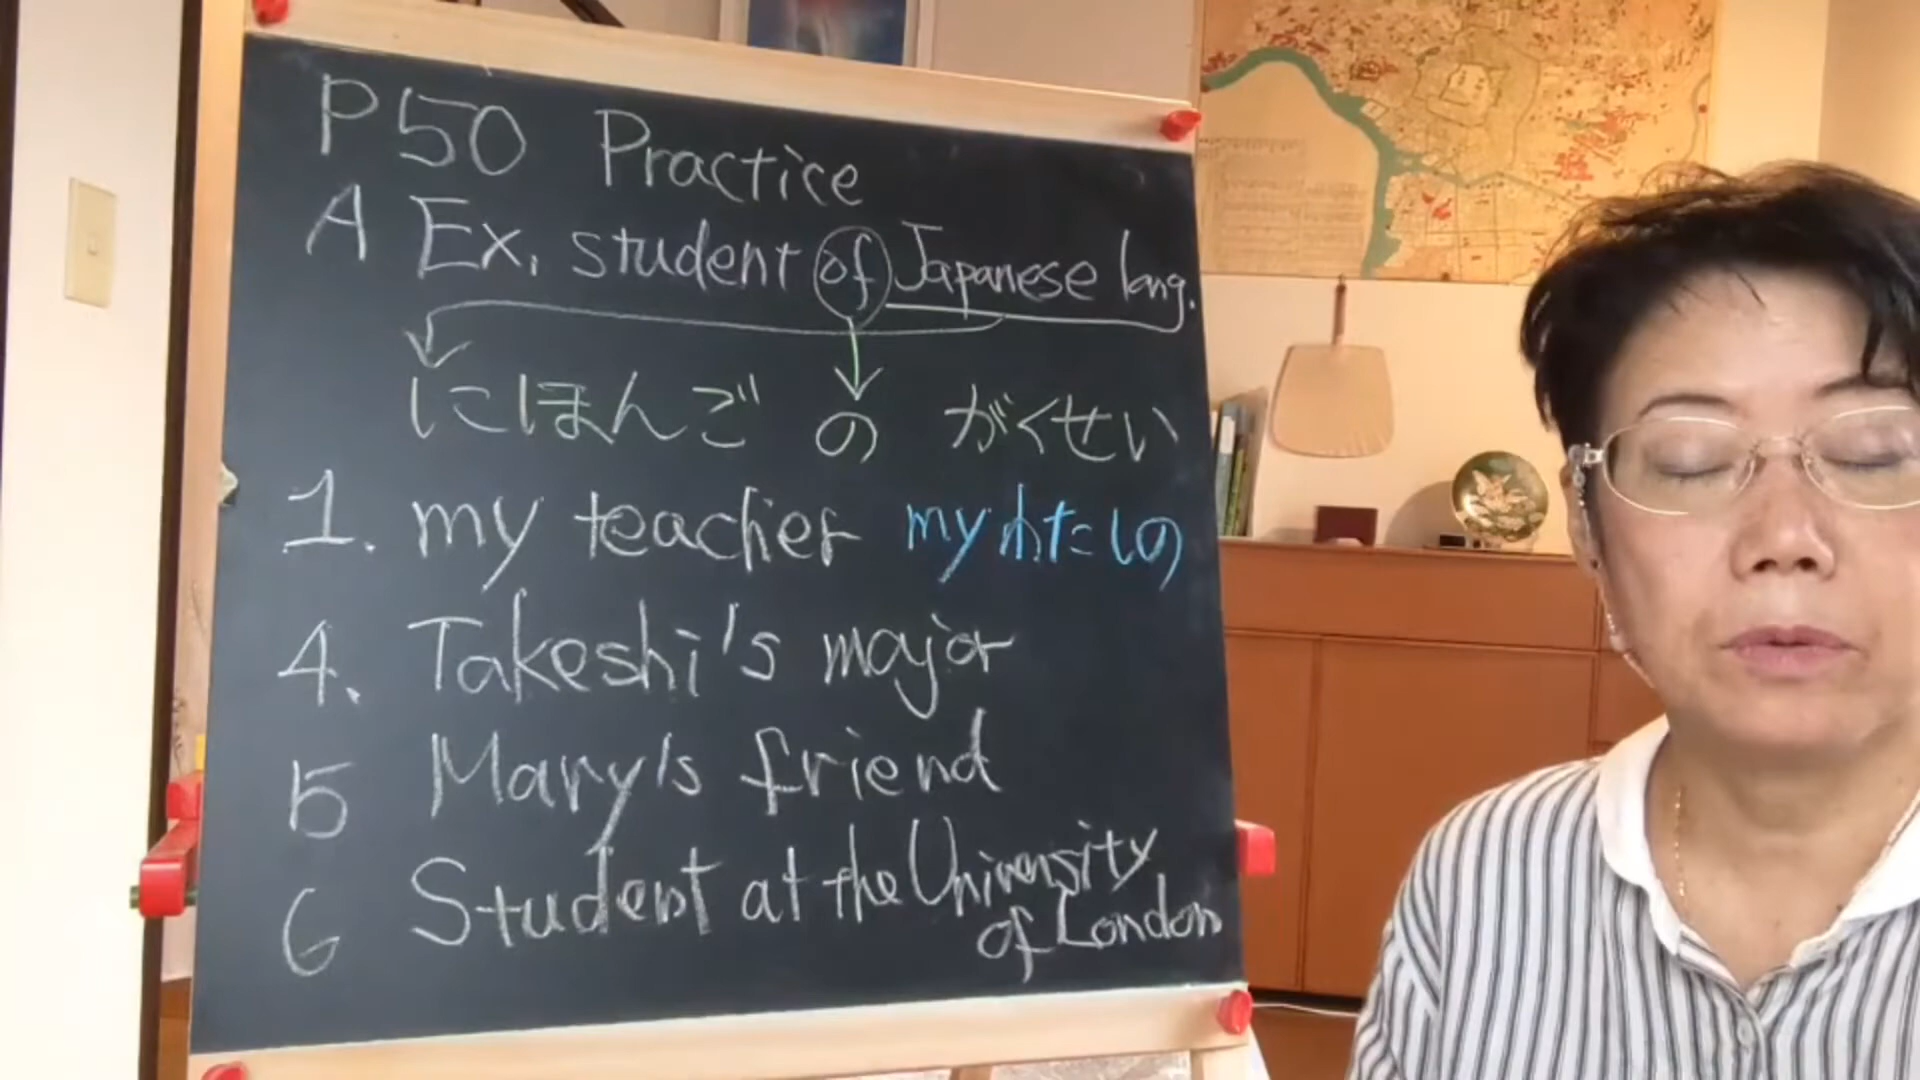 P50 Practice
A Ex. student of Japanese lang.
にほんご の がくせい
1. my teacher my わたしの
4. Takeshi's major
5 Mary's friend
6 Student at the University
of London